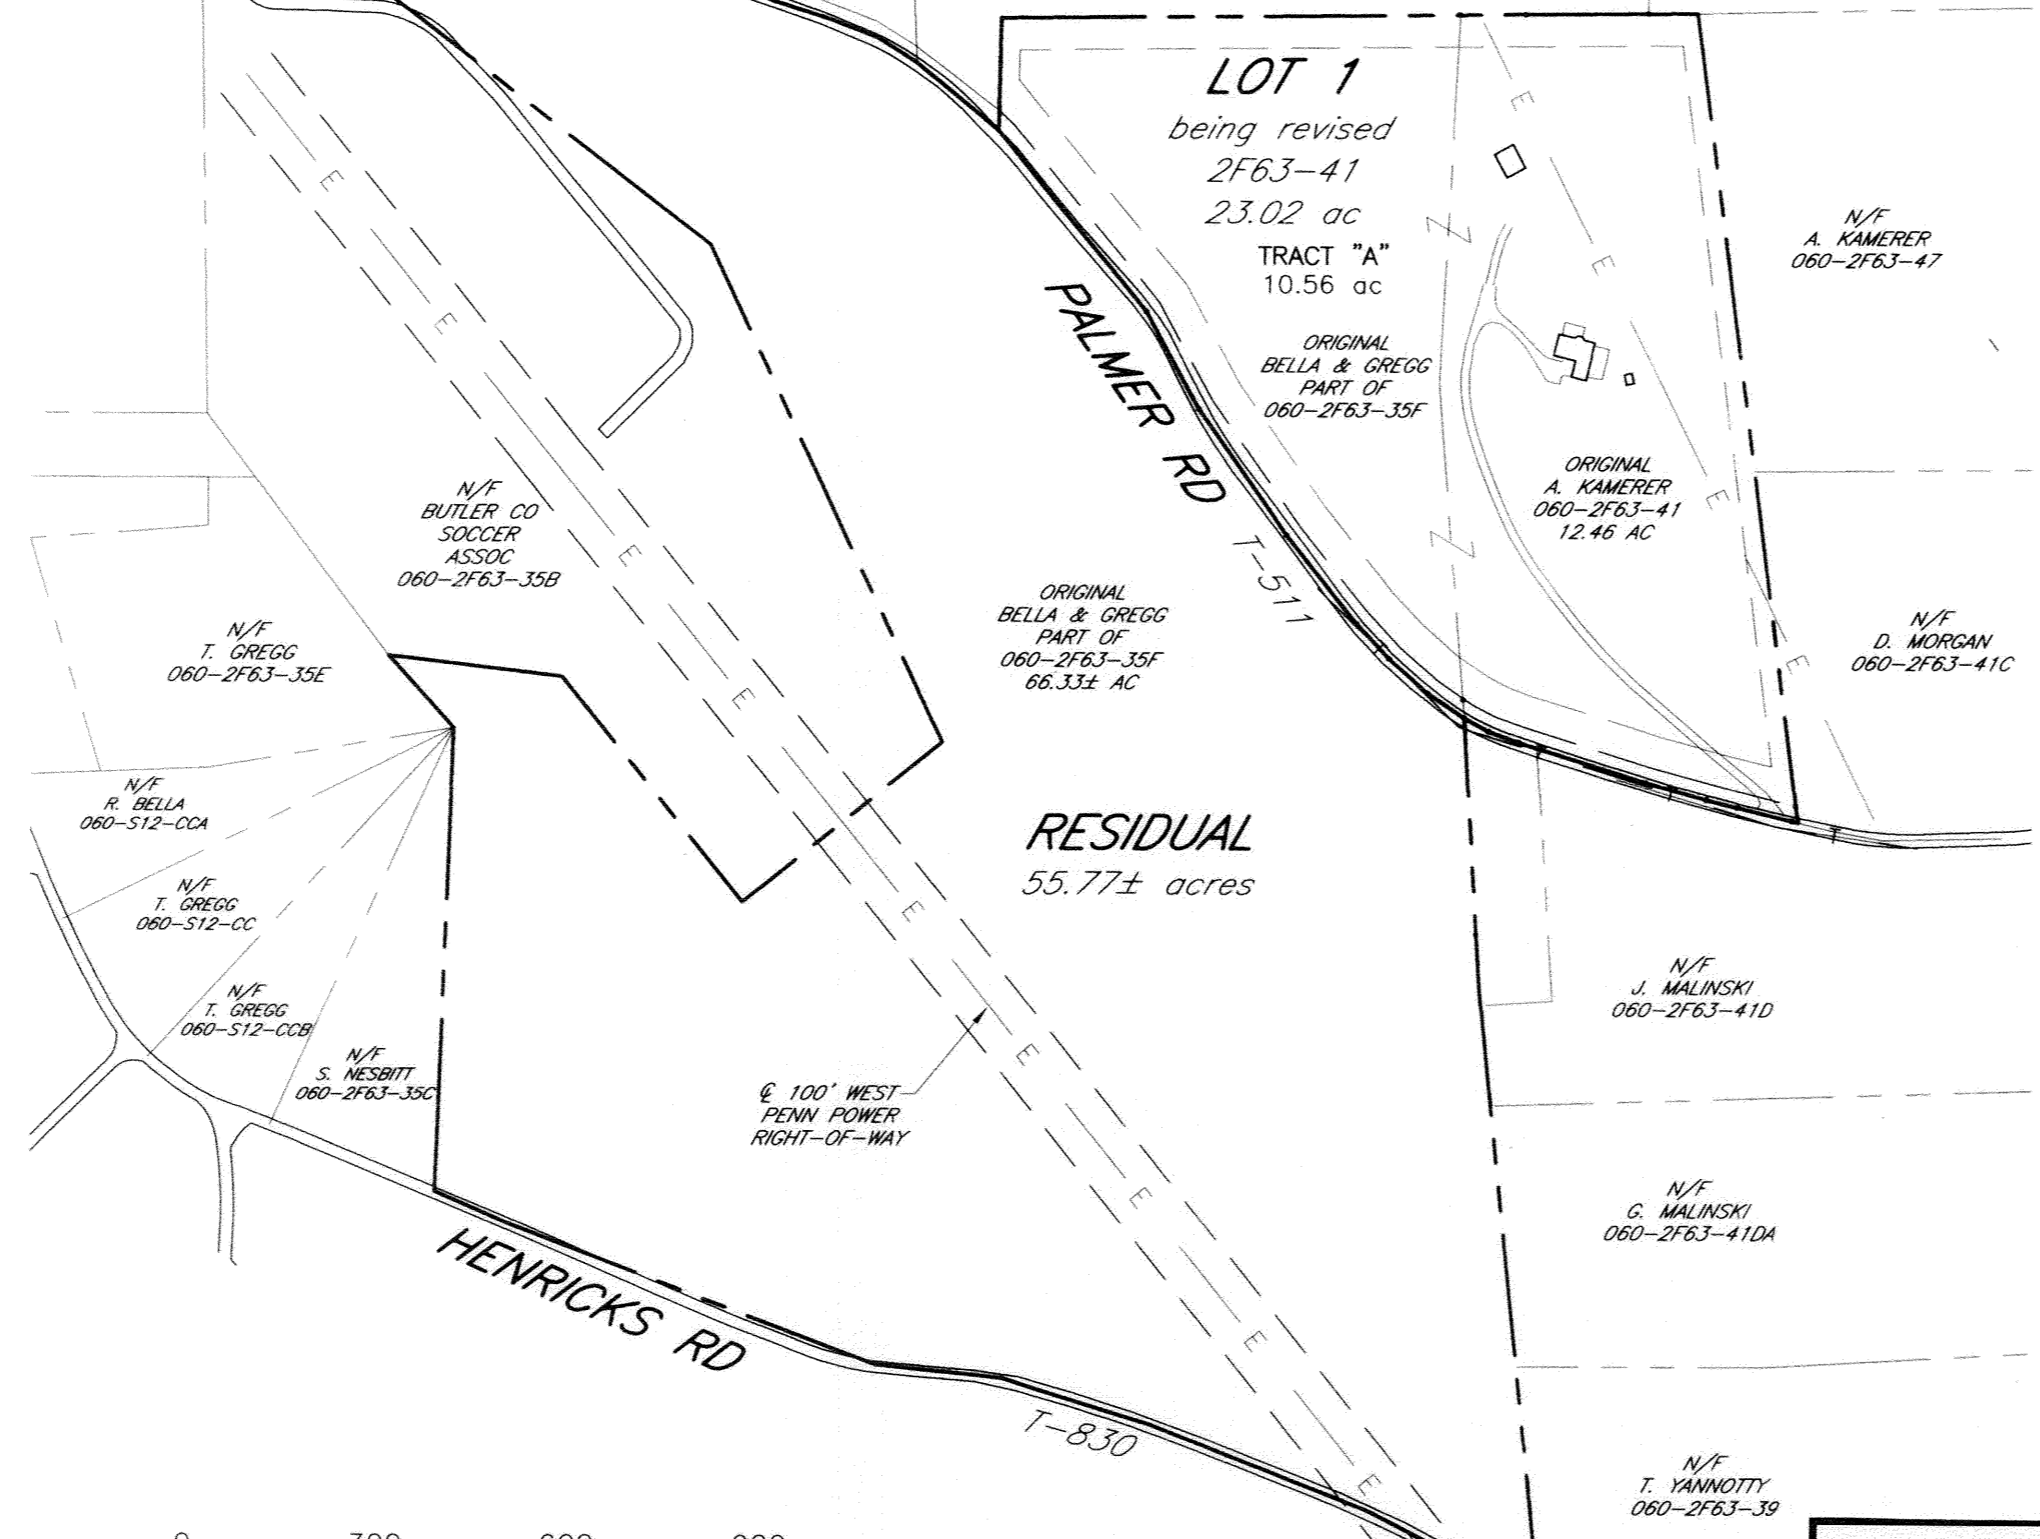 LOT 1
being revised
2F63-41
23.02 ac
TRACT "A"
10.56 ac
ORIGINAL
BELLA & GREGG
PART OF
060-2F63-35F
ORIGINAL
A. KAMERER
060-2F63-41
12.46 AC
N/F
A. KAMERER
060-2F63-47
PALMER RD
T-511
N/F
BUTLER CO
SOCCER
ASSOC
060-2F63-35B
ORIGINAL
BELLA & GREGG
PART OF
060-2F63-35F
66.33± AC
N/F
T. GREGG
060-2F63-35E
N/F
D. MORGAN
060-2F63-41C
N/F
R. BELLA
060-S12-CCA
RESIDUAL
55.77± acres
N/F
T. GREGG
060-S12-CC
N/F
T. GREGG
060-S12-CCB
N/F
S. NESBITT
060-2F63-35C
N/F
J. MALINSKI
060-2F63-41D
℄ 100' WEST
PENN POWER
RIGHT-OF-WAY
N/F
G. MALINSKI
060-2F63-41DA
HENRICKS RD
T-830
N/F
T. YANNOTTY
060-2F63-39
E
E
E
E
E
E
E
E
E
E
E
E
E
E
T
T
T
T